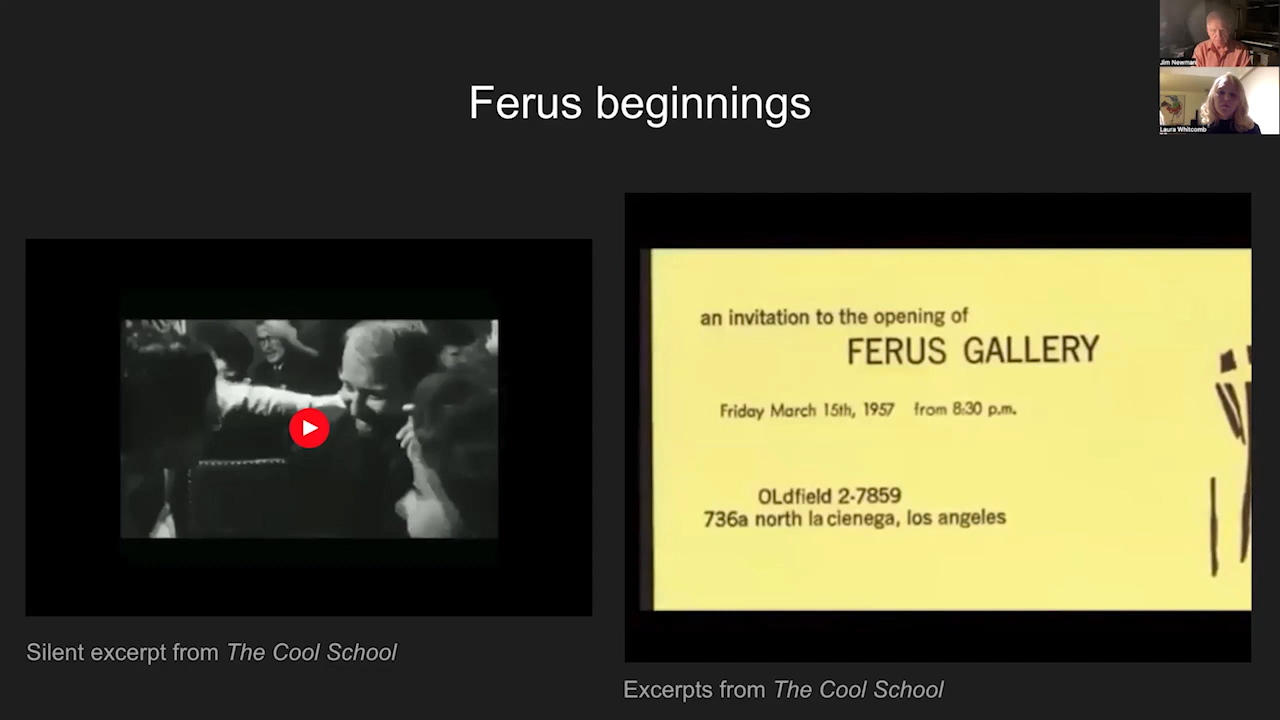 Jim Newman
Laura Whitcomb
Ferus beginnings
an invitation to the opening of
FERUS GALLERY
Friday March 15th, 1957 from 8:30 p.m.
OLdfield 2-7859
736a north la cienega, los angeles
Silent excerpt from The Cool School
Excerpts from The Cool School